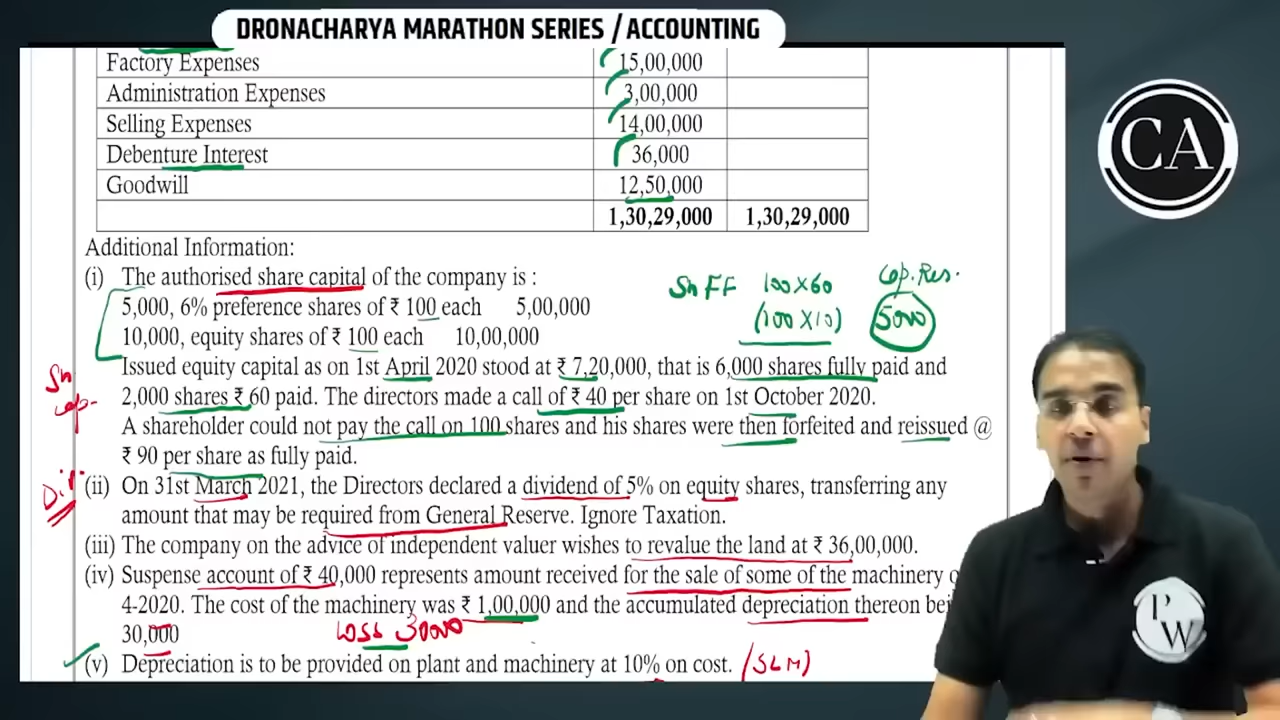 DRONACHARYA MARATHON SERIES / ACCOUNTING
Factory Expenses 15,00,000
Administration Expenses 3,00,000
Selling Expenses 14,00,000
Debenture Interest 36,000
Goodwill 12,50,000
1,30,29,000 1,30,29,000
CA
Additional Information:
(i) The authorised share capital of the company is :
5,000, 6% preference shares of ₹ 100 each 5,00,000
10,000, equity shares of ₹ 100 each 10,00,000
Sh FF 100×60
(100×10)
Cap. Res.
5000
Issued equity capital as on 1st April 2020 stood at ₹ 7,20,000, that is 6,000 shares fully paid and
2,000 shares ₹ 60 paid. The directors made a call of ₹ 40 per share on 1st October 2020.
A shareholder could not pay the call on 100 shares and his shares were then forfeited and reissued @
₹ 90 per share as fully paid.
Sh
Cap.
(ii) On 31st March 2021, the Directors declared a dividend of 5% on equity shares, transferring any
amount that may be required from General Reserve. Ignore Taxation.
Div.
(iii) The company on the advice of independent valuer wishes to revalue the land at ₹ 36,00,000.
(iv) Suspense account of ₹ 40,000 represents amount received for the sale of some of the machinery
4-2020. The cost of the machinery was ₹ 1,00,000 and the accumulated depreciation thereon
30,000
Loss 30000
(v) Depreciation is to be provided on plant and machinery at 10% on cost. (SLM)
P
W